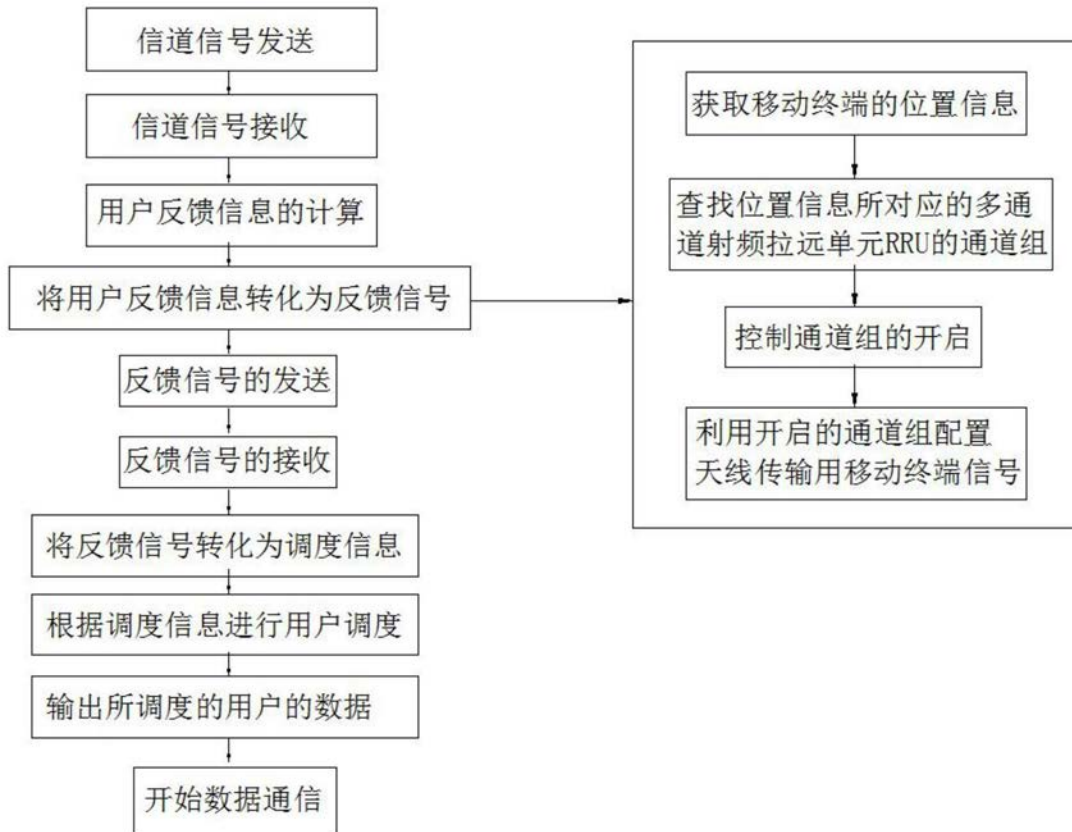 信道信号发送
信道信号接收
用户反馈信息的计算
将用户反馈信息转化为反馈信号
反馈信号的发送
反馈信号的接收
将反馈信号转化为调度信息
根据调度信息进行用户调度
输出所调度的用户的数据
开始数据通信
获取移动终端的位置信息
查找位置信息所对应的多通
道射频拉远单元RRU的通道组
控制通道组的开启
利用开启的通道组配置
天线传输用移动终端信号